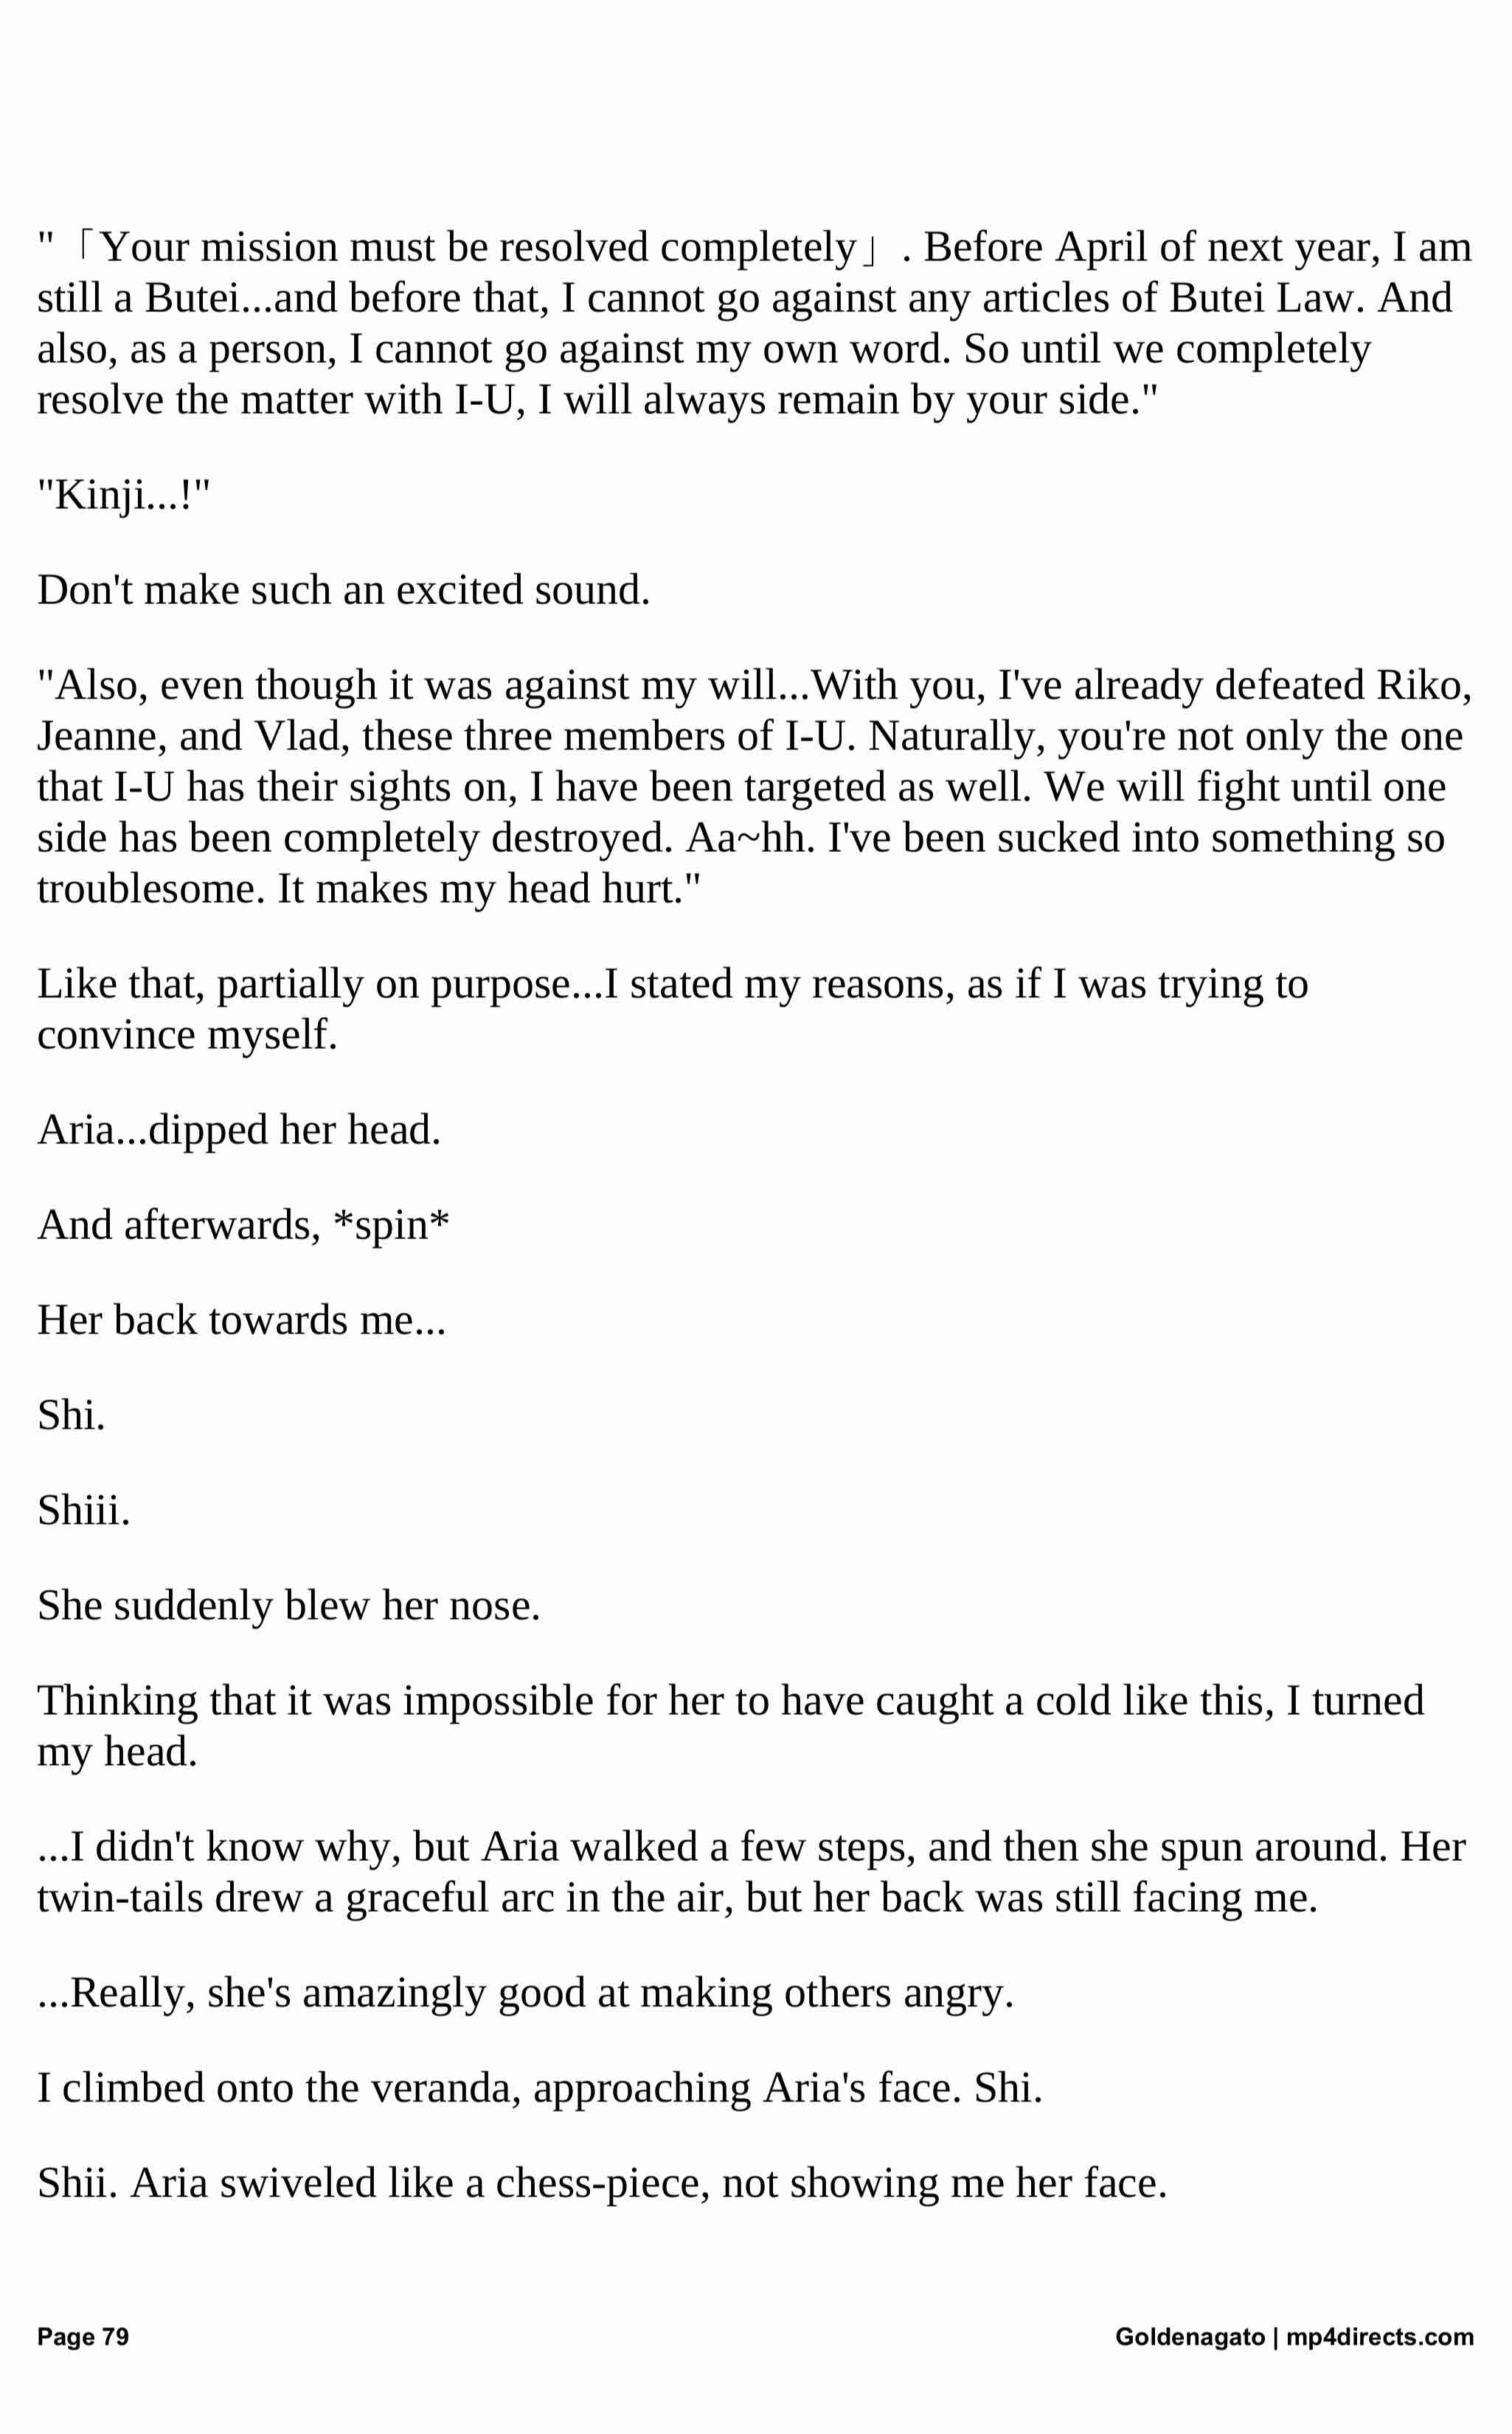 "「Your mission must be resolved completely」. Before April of next year, I am
still a Butei...and before that, I cannot go against any articles of Butei Law. And
also, as a person, I cannot go against my own word. So until we completely
resolve the matter with I-U, I will always remain by your side."
"Kinji...!"
Don't make such an excited sound.
"Also, even though it was against my will...With you, I've already defeated Riko,
Jeanne, and Vlad, these three members of I-U. Naturally, you're not only the one
that I-U has their sights on, I have been targeted as well. We will fight until one
side has been completely destroyed. Aa~hh. I've been sucked into something so
troublesome. It makes my head hurt."
Like that, partially on purpose...I stated my reasons, as if I was trying to
convince myself.
Aria...dipped her head.
And afterwards, *spin*
Her back towards me...
Shi.
Shiii.
She suddenly blew her nose.
Thinking that it was impossible for her to have caught a cold like this, I turned
my head.
...I didn't know why, but Aria walked a few steps, and then she spun around. Her
twin-tails drew a graceful arc in the air, but her back was still facing me.
...Really, she's amazingly good at making others angry.
I climbed onto the veranda, approaching Aria's face. Shi.
Shii. Aria swiveled like a chess-piece, not showing me her face.
Page 79
Goldenagato | mp4directs.com